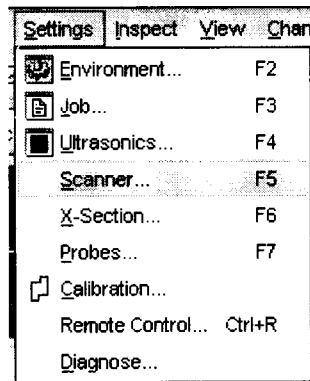 Settings Inspect View Chan
Environment... F2
Job... F3
Ultrasonics... F4
Scanner... F5
X-Section... F6
Probes... F7
Calibration...
Remote Control... Ctrl+R
Diagnose...